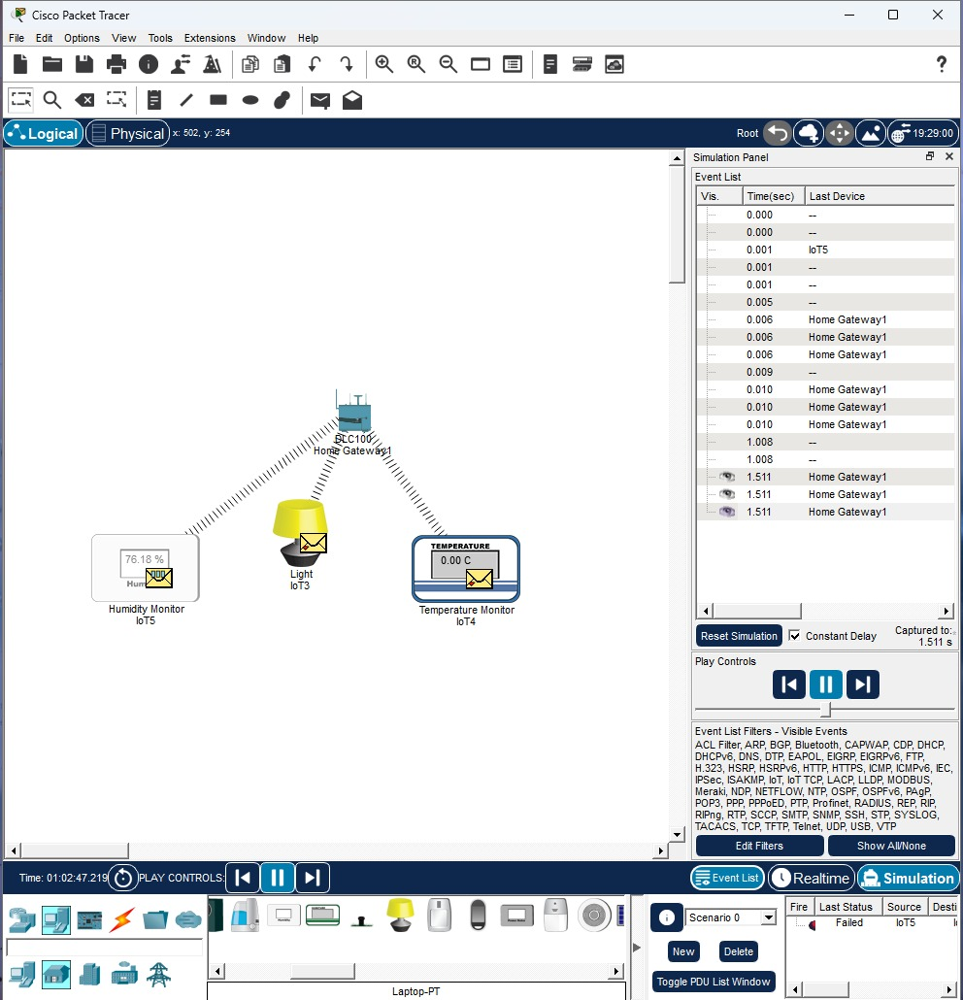 Cisco Packet Tracer
File Edit Options View Tools Extensions Window Help
?
Logical Physical x: 502, y: 254 Root 19:29:00
Simulation Panel
Event List
Vis. Time(sec) Last Device
0.000 --
0.000 --
0.001 IoT5
0.001 --
0.001 --
0.005 --
0.006 Home Gateway1
0.006 Home Gateway1
0.006 Home Gateway1
0.009 --
0.010 Home Gateway1
0.010 Home Gateway1
0.010 Home Gateway1
1.008 --
1.008 --
1.511 Home Gateway1
1.511 Home Gateway1
1.511 Home Gateway1
DLC100
Home Gateway1
76.18 %
Hum
Humidity Monitor
IoT5
Light
IoT3
TEMPERATURE
0.00 C
Temperature Monitor
IoT4
Reset Simulation Constant Delay Captured to:
1.511 s
Play Controls
Event List Filters - Visible Events
ACL Filter, ARP, BGP, Bluetooth, CAPWAP, CDP, DHCP,
DHCPv6, DNS, DTP, EAPOL, EIGRP, EIGRPv6, FTP,
H.323, HSRP, HSRPv6, HTTP, HTTPS, ICMP, ICMPv6, IEC,
IPSec, ISAKMP, IoT, IoT TCP, LACP, LLDP, MODBUS,
Meraki, NDP, NETFLOW, NTP, OSPF, OSPFv6, PAgP,
POP3, PPP, PPPoED, PTP, Profinet, RADIUS, REP, RIP,
RIPng, RTP, SCCP, SMTP, SNMP, SSH, STP, SYSLOG,
TACACS, TCP, TFTP, Telnet, UDP, USB, VTP
Edit Filters Show All/None
Time: 01:02:47.219 PLAY CONTROLS: Event List Realtime Simulation
Scenario 0
New Delete
Toggle PDU List Window
Fire Last Status Source Desti
Failed IoT5 Ic
Laptop-PT